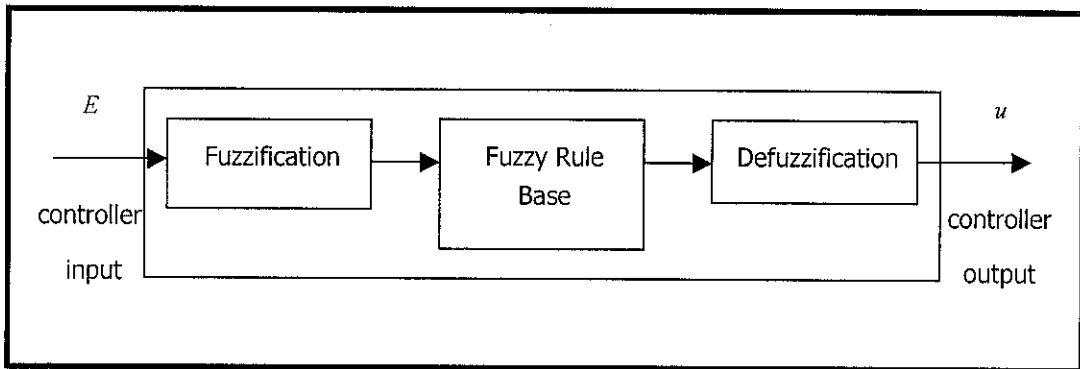 E
u
Fuzzification
Fuzzy Rule
Base
Defuzzification
controller
input
controller
output